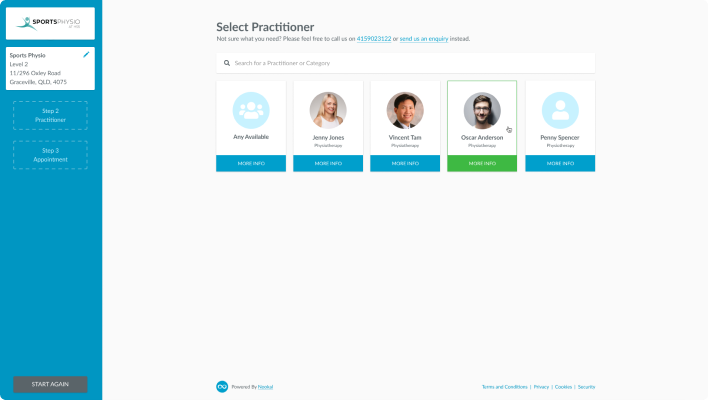 SPORTSPHYSIO
Sports Physio
Level 2
11/296 Oxley Road
Graceville, QLD, 4075
Step 2
Practitioner
Step 3
Appointment
START AGAIN
Select Practitioner
Not sure what you need? Please feel free to call us on 4159023122 or send us an enquiry instead.
Search for a Practitioner or Category
Any Available
MORE INFO
Jenny Jones
Physiotherapy
MORE INFO
Vincent Tam
Physiotherapy
MORE INFO
Oscar Anderson
Physiotherapy
MORE INFO
Penny Spencer
Physiotherapy
MORE INFO
Powered By Nookal
Terms and Conditions | Privacy | Cookies | Security